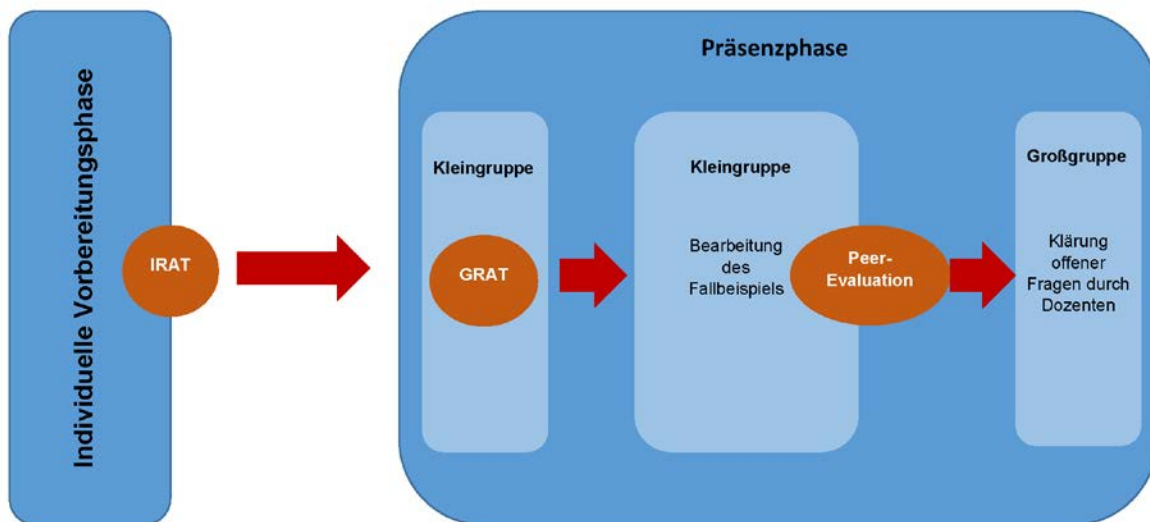 Individuelle Vorbereitungsphase
IRAT
Präsenzphase
Kleingruppe
GRAT
Kleingruppe
Bearbeitung
des
Fallbeispiels
Peer-
Evaluation
Großgruppe
Klärung
offener
Fragen durch
Dozenten